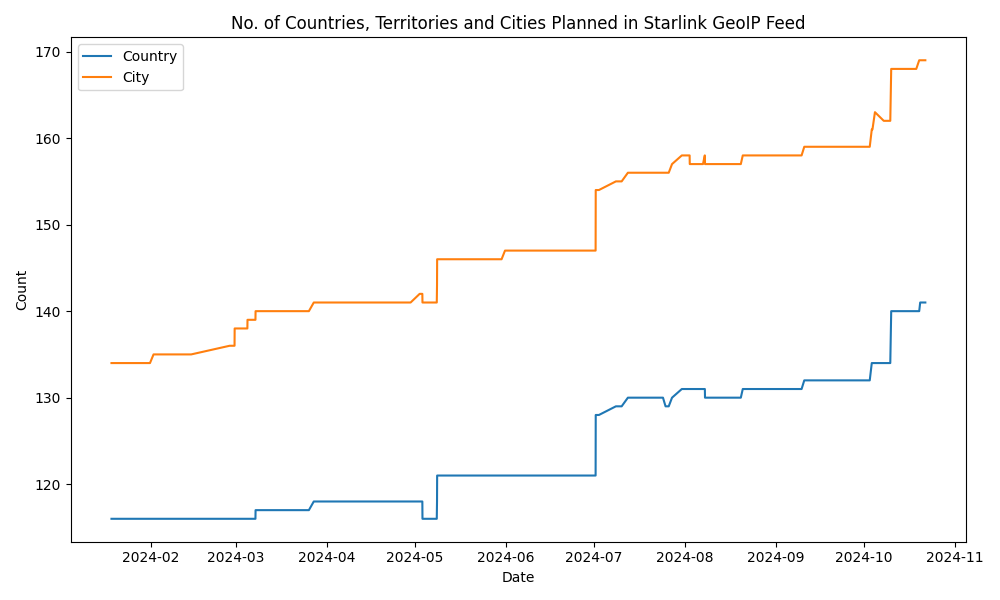 No. of Countries, Territories and Cities Planned in Starlink GeoIP Feed
Country
City
170
160
150
140
130
120
Count
2024-02 2024-03 2024-04 2024-05 2024-06 2024-07 2024-08 2024-09 2024-10 2024-11
Date